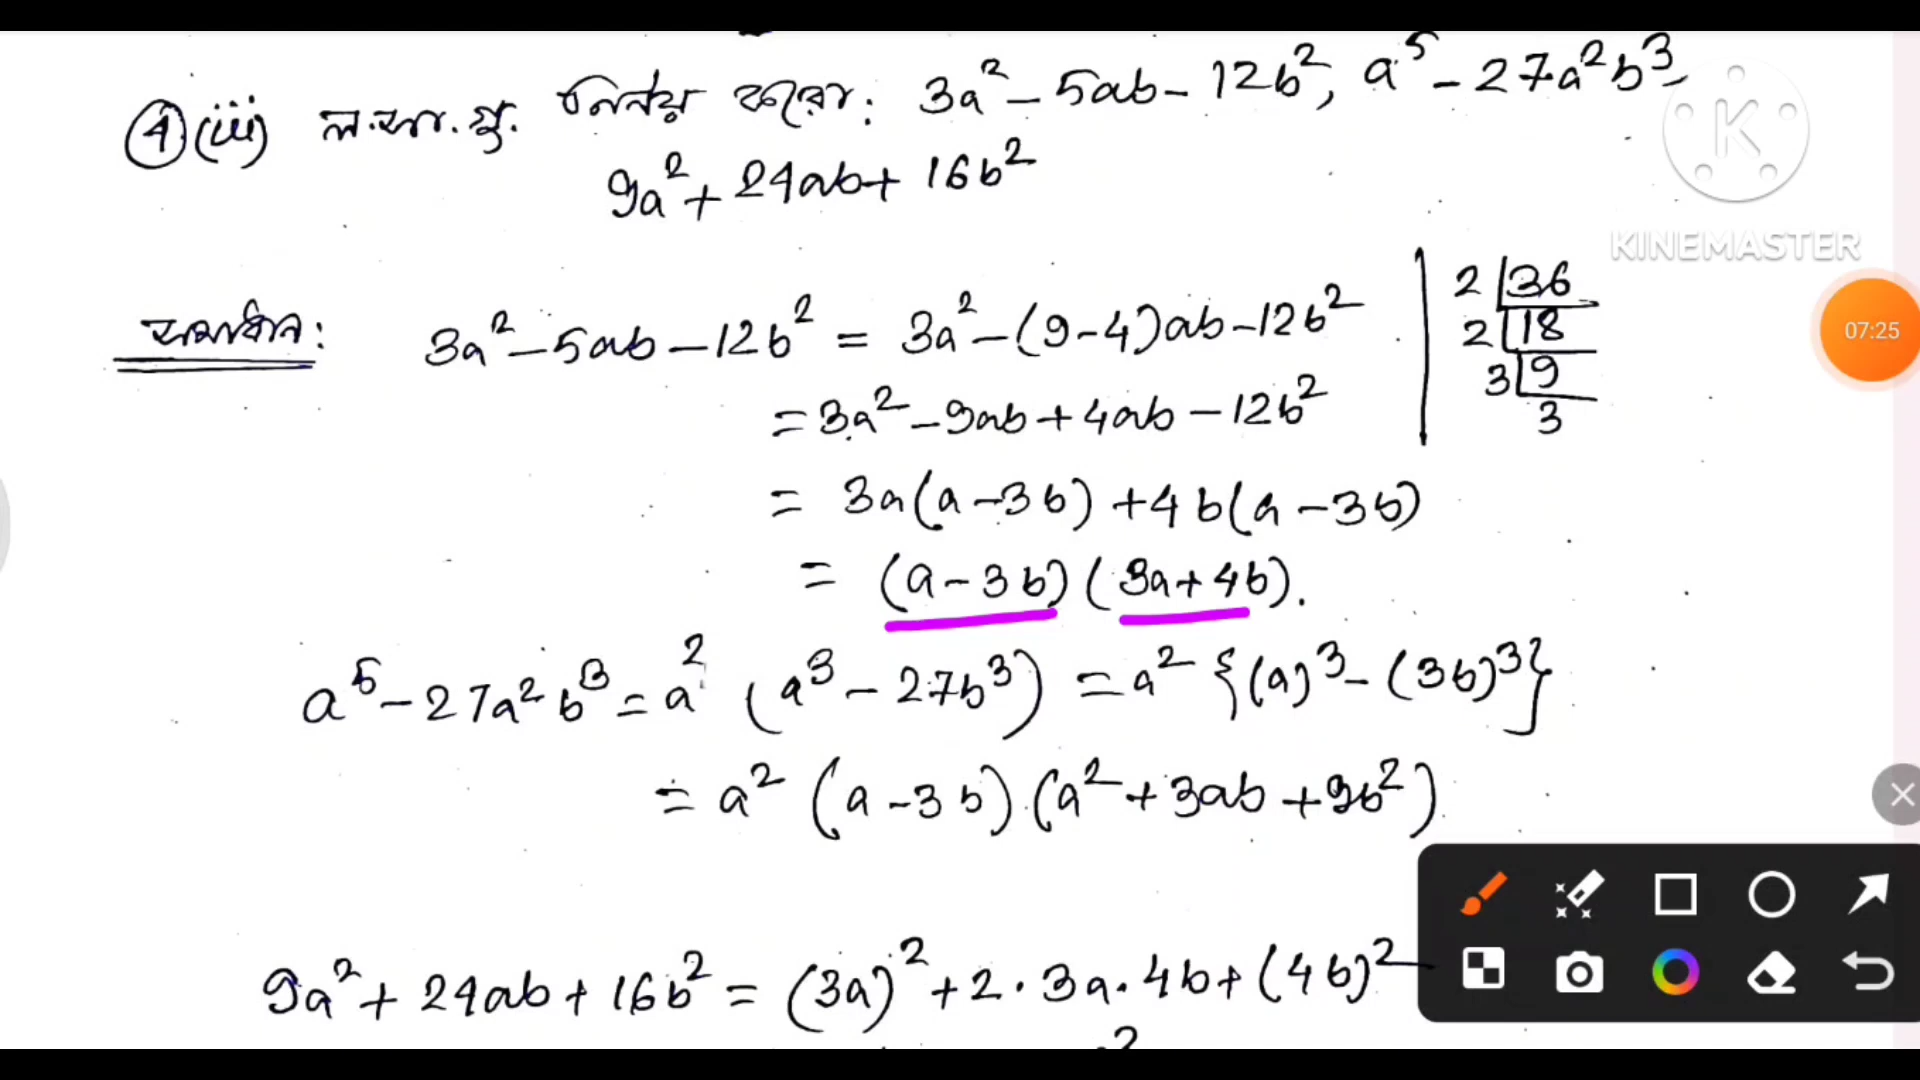 4 (iii) ল.সা.গু. নির্নয় করো: 3a² - 5ab - 12b², a⁵ - 27a²b³
9a² + 24ab + 16b²
KINEMASTER
সমাধান: 3a² - 5ab - 12b² = 3a² - (9-4)ab - 12b²
= 3a² - 9ab + 4ab - 12b²
= 3a(a - 3b) + 4b(a - 3b)
= (a - 3b)(3a + 4b).
2 | 36
2 | 18
3 | 9
3
07:25
a⁵ - 27a²b³ = a² (a³ - 27b³) = a² {(a)³ - (3b)³}
= a² (a - 3b)(a² + 3ab + 9b²)
9a² + 24ab + 16b² = (3a)² + 2·3a·4b + (4b)²